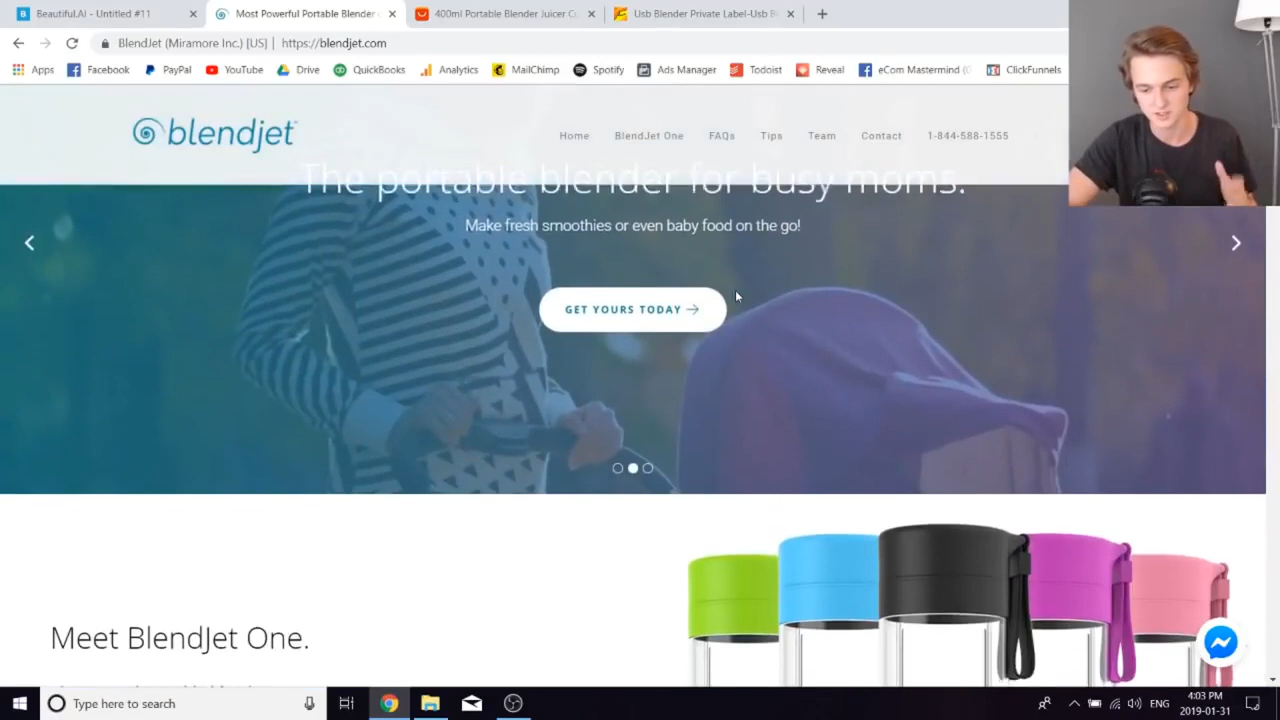 Beautiful.AI - Untitled #11
Most Powerful Portable Blender
400ml Portable Blender Juicer Cu
Usb Blender Private Label-Usb B
BlendJet (Miramore Inc.) [US] | https://blendjet.com
Apps Facebook PayPal YouTube Drive QuickBooks Analytics MailChimp Spotify Ads Manager Todoist Reveal eCom Mastermind ( ClickFunnels
blendjet
Home BlendJet One FAQs Tips Team Contact 1-844-588-1555
The portable blender for busy moms.
Make fresh smoothies or even baby food on the go!
GET YOURS TODAY
Meet BlendJet One.
Type here to search
ENG
4:03 PM
2019-01-31